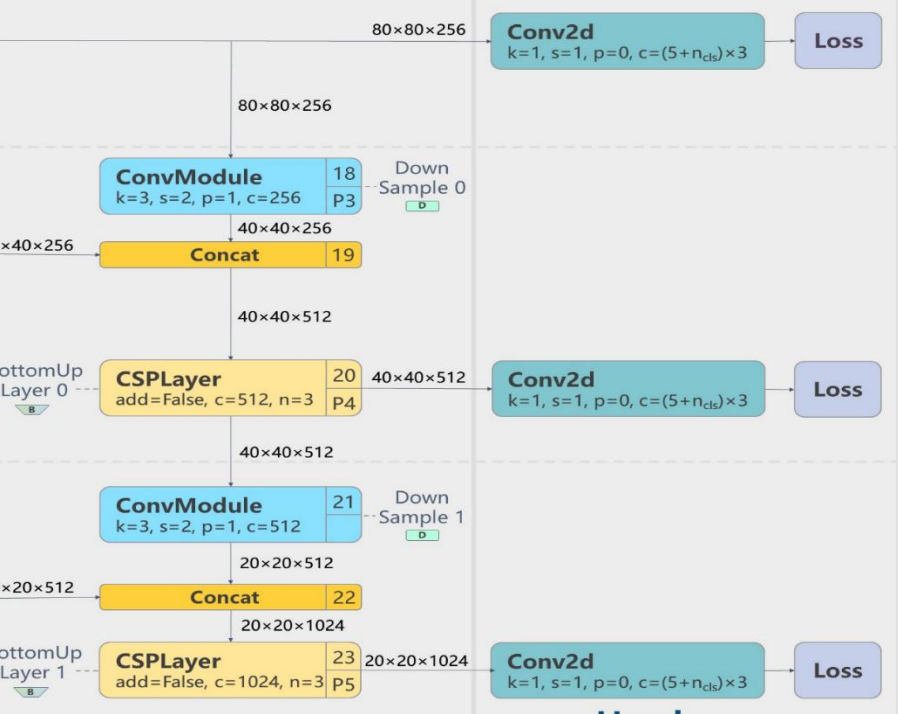 80×80×256
Conv2d
k=1, s=1, p=0, c=(5+n_cls)×3
Loss
80×80×256
ConvModule
k=3, s=2, p=1, c=256
18
P3
Down
Sample 0
D
40×40×256
×40×256
Concat
19
40×40×512
ottomUp
Layer 0
B
CSPLayer
add=False, c=512, n=3
20
P4
40×40×512
Conv2d
k=1, s=1, p=0, c=(5+n_cls)×3
Loss
40×40×512
ConvModule
k=3, s=2, p=1, c=512
21
Down
Sample 1
D
20×20×512
×20×512
Concat
22
20×20×1024
ottomUp
Layer 1
B
CSPLayer
add=False, c=1024, n=3
23
P5
20×20×1024
Conv2d
k=1, s=1, p=0, c=(5+n_cls)×3
Loss